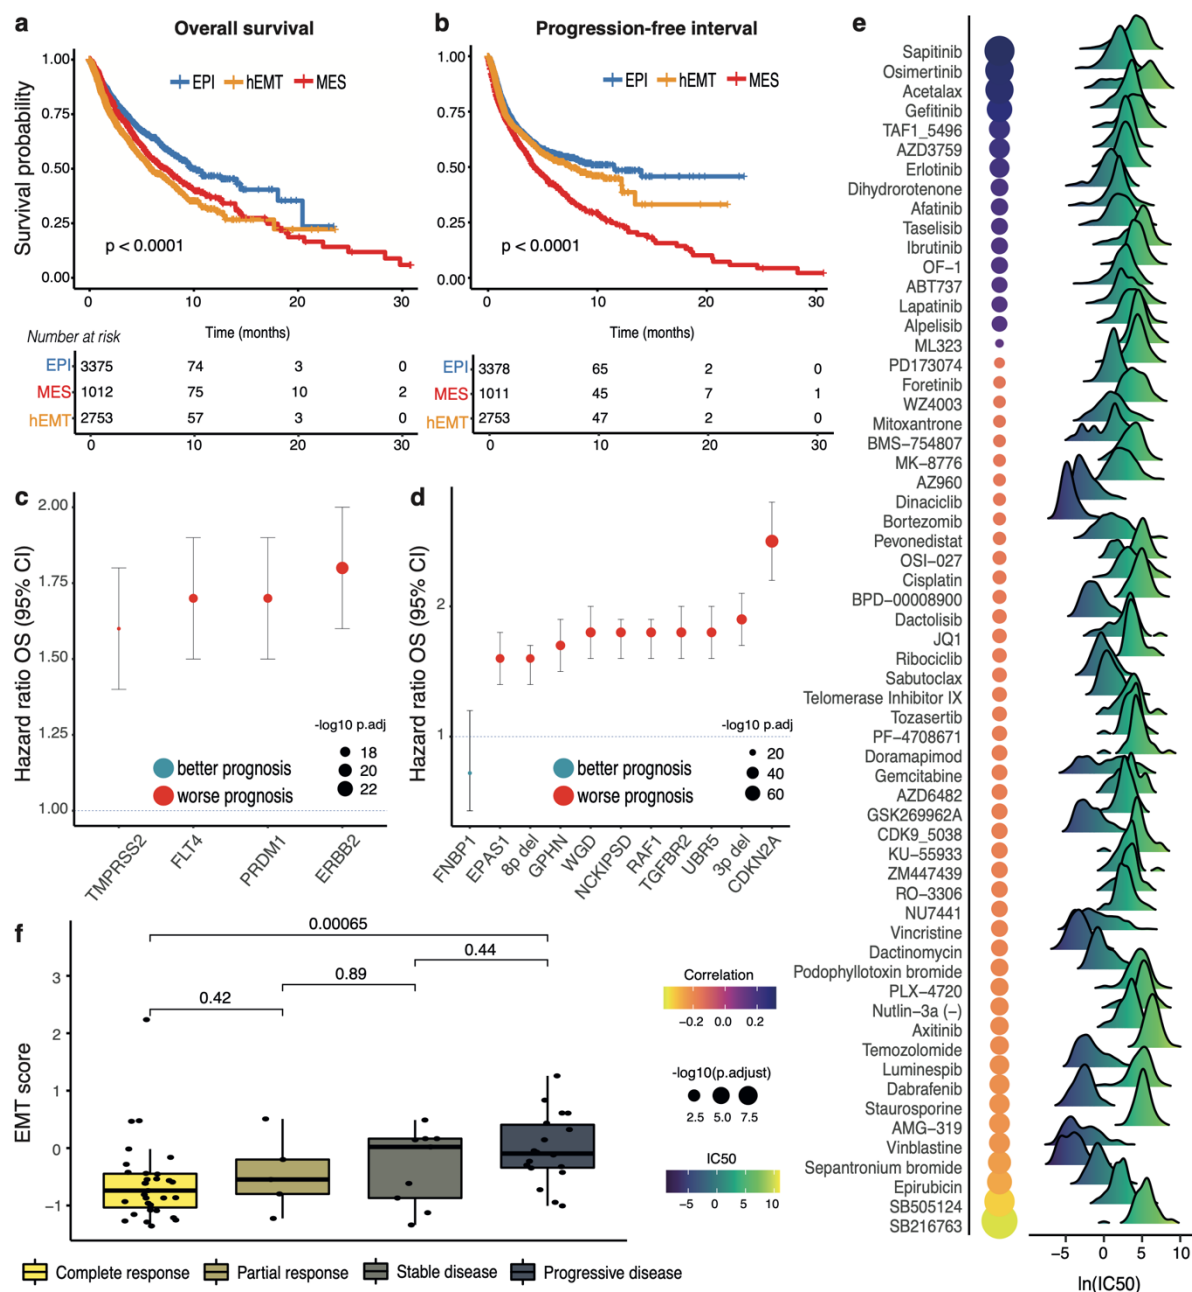 a
Overall survival
1.00
0.75
0.50
0.25
0.00
Survival probability
EPI hEMT MES
p < 0.0001
0 10 20 30
Time (months)
Number at risk
EPI 3375 74 3 0
MES 1012 75 10 2
hEMT 2753 57 3 0
0 10 20 30
b
Progression-free interval
1.00
0.75
0.5
0.25
0.00
EPI hEMT MES
p < 0.0001
0 10 20 30
Time (months)
EPI 3378 65 2 0
MES 1011 45 7 1
hEMT 2753 47 2 0
0 10 20 30
c
2.00
1.75
1.50
1.25
1.00
Hazard ratio OS (95% CI)
-log10 p.adj
18
20
22
better prognosis
worse prognosis
TMPRSS2
FLT4
PRDM1
ERBB2
d
2
1
Hazard ratio OS (95% CI)
-log10 p.adj
20
40
60
better prognosis
worse prognosis
FNBP1
EPAS1
8p del
GPHN
WGD
NCKIPSD
RAF1
TGFBR2
UBR5
3p del
CDKN2A
e
Sapitinib
Osimertinib
Acetalax
Gefitinib
TAF1_5496
AZD3759
Erlotinib
Dihydrorotenone
Afatinib
Taselisib
Ibrutinib
OF-1
ABT737
Lapatinib
Alpelisib
ML323
PD173074
Foretinib
WZ4003
Mitoxantrone
BMS-754807
MK-8776
AZ960
Dinaciclib
Bortezomib
Pevonedistat
OSI-027
Cisplatin
BPD-00008900
Dactolisib
JQ1
Ribociclib
Sabutoclax
Telomerase Inhibitor IX
Tozasertib
PF-4708671
Doramapimod
Gemcitabine
AZD6482
GSK269962A
CDK9_5038
KU-55933
ZM447439
RO-3306
NU7441
Vincristine
Dactinomycin
Podophyllotoxin bromide
PLX-4720
Nutlin-3a (-)
Axitinib
Temozolomide
Luminespib
Dabrafenib
Staurosporine
AMG-319
Vinblastine
Sepantronium bromide
Epirubicin
SB505124
SB216763
-5 0 5 10
ln(IC50)
f
3
2
1
0
-1
EMT score
0.00065
0.44
0.89
0.42
Correlation
-0.2 0.0 0.2
-log10(p.adjust)
2.5 5.0 7.5
IC50
-5 0 5 10
Complete response Partial response Stable disease Progressive disease